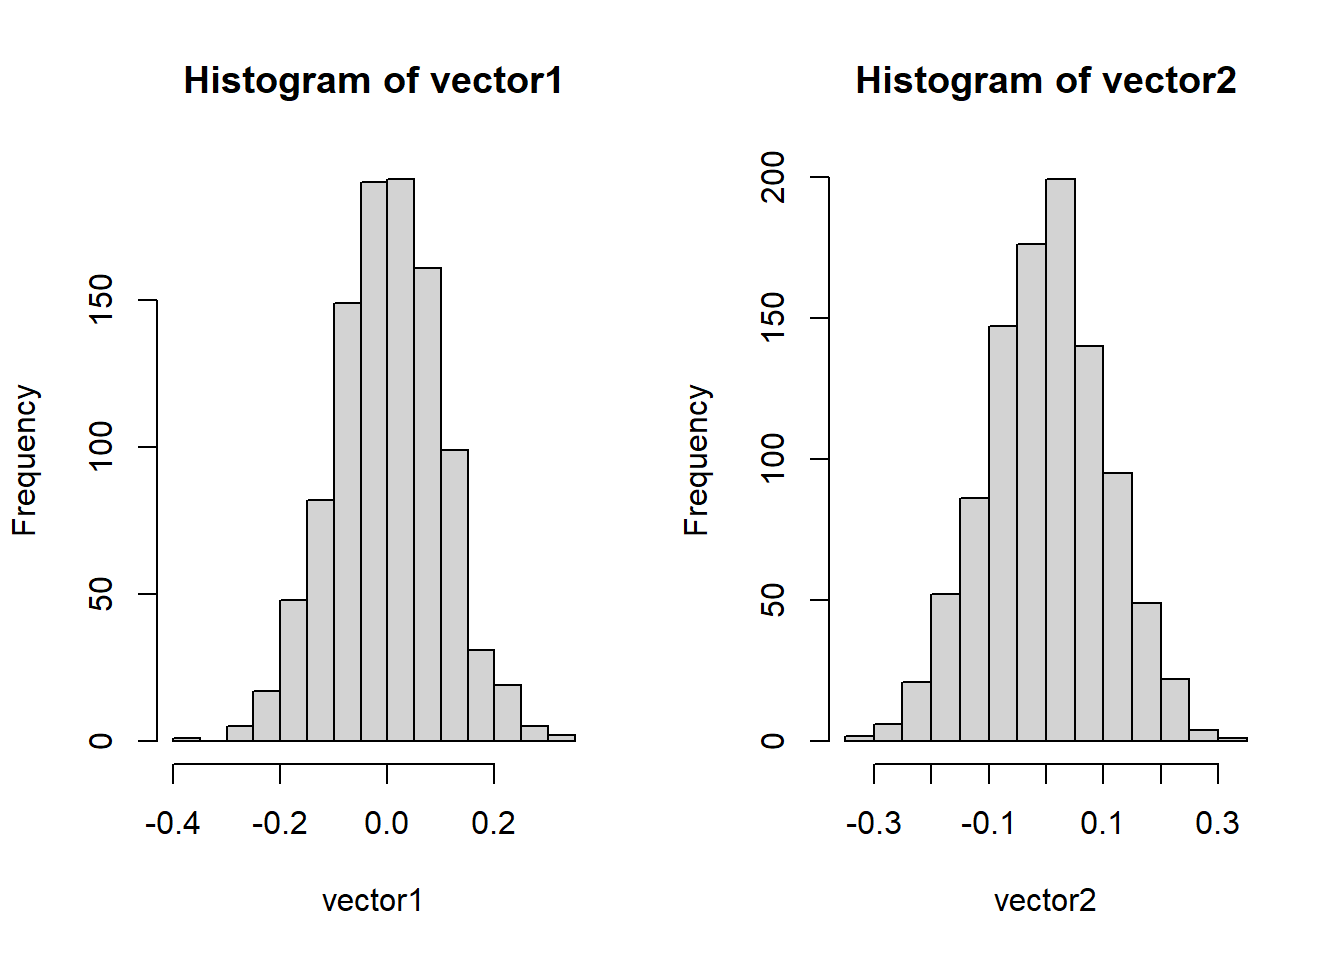 Histogram of vector1
Frequency
150
100
50
0
-0.4 -0.2 0.0 0.2
vector1
Histogram of vector2
Frequency
200
150
100
50
0
-0.3 -0.1 0.1 0.3
vector2